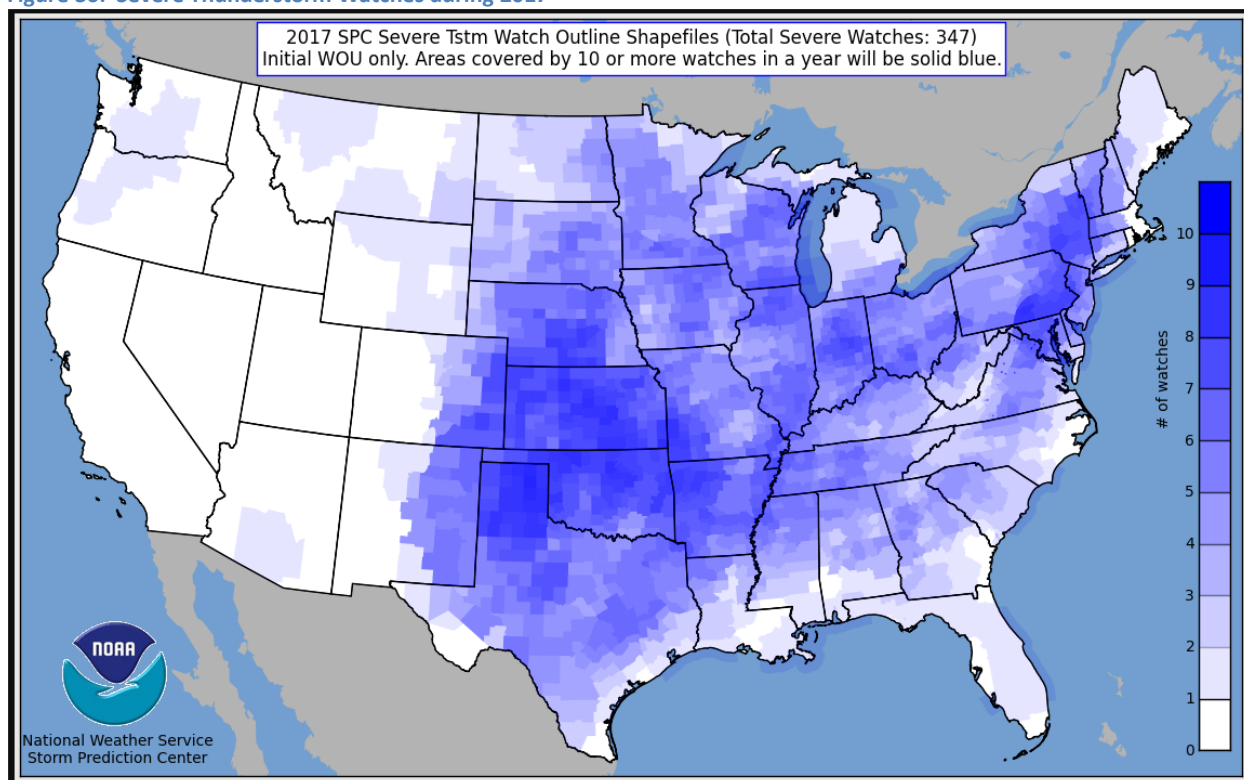 2017 SPC Severe Tstm Watch Outline Shapefiles (Total Severe Watches: 347)
Initial WOU only. Areas covered by 10 or more watches in a year will be solid blue.
10
9
8
7
6
5
4
3
2
1
0
# of watches
NOAA
National Weather Service
Storm Prediction Center